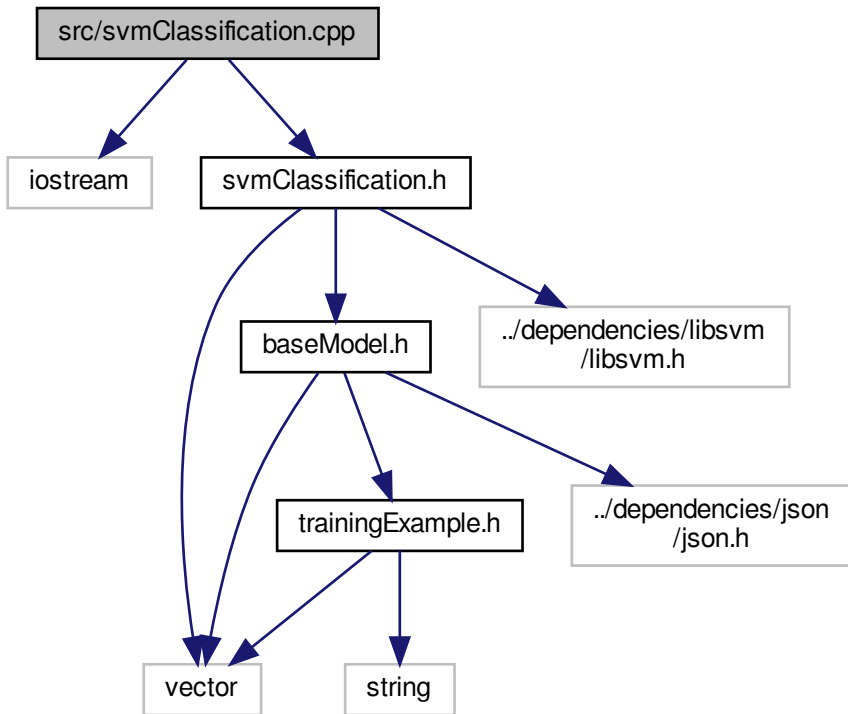 src/svmClassification.cpp
iostream
svmClassification.h
../dependencies/libsvm
/libsvm.h
baseModel.h
../dependencies/json
/json.h
trainingExample.h
vector
string